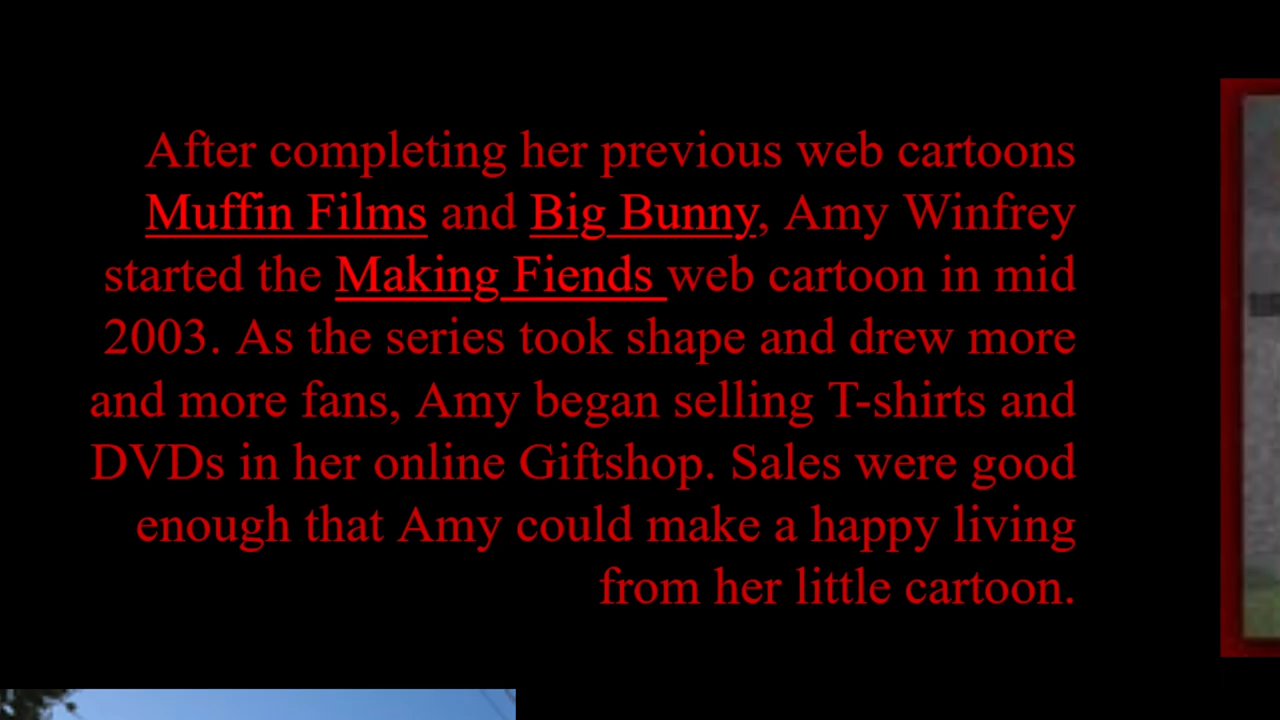 After completing her previous web cartoons
Muffin Films and Big Bunny, Amy Winfrey
started the Making Fiends web cartoon in mid
2003. As the series took shape and drew more
and more fans, Amy began selling T-shirts and
DVDs in her online Giftshop. Sales were good
enough that Amy could make a happy living
from her little cartoon.